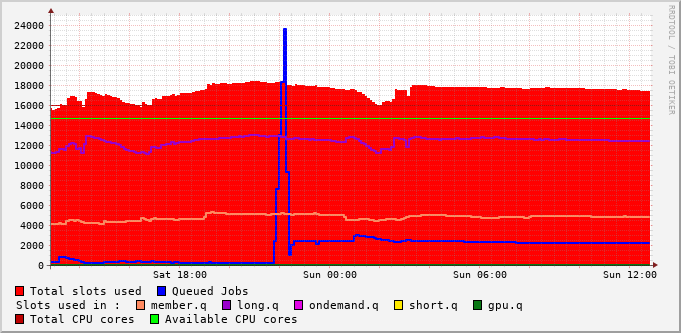 RRDTOOL / TOBI OETIKER
24000
22000
20000
18000
16000
14000
12000
10000
8000
6000
4000
2000
0
Sat 18:00 Sun 00:00 Sun 06:00 Sun 12:00
Total slots used Queued Jobs
Slots used in : member.q long.q ondemand.q short.q gpu.q
Total CPU cores Available CPU cores